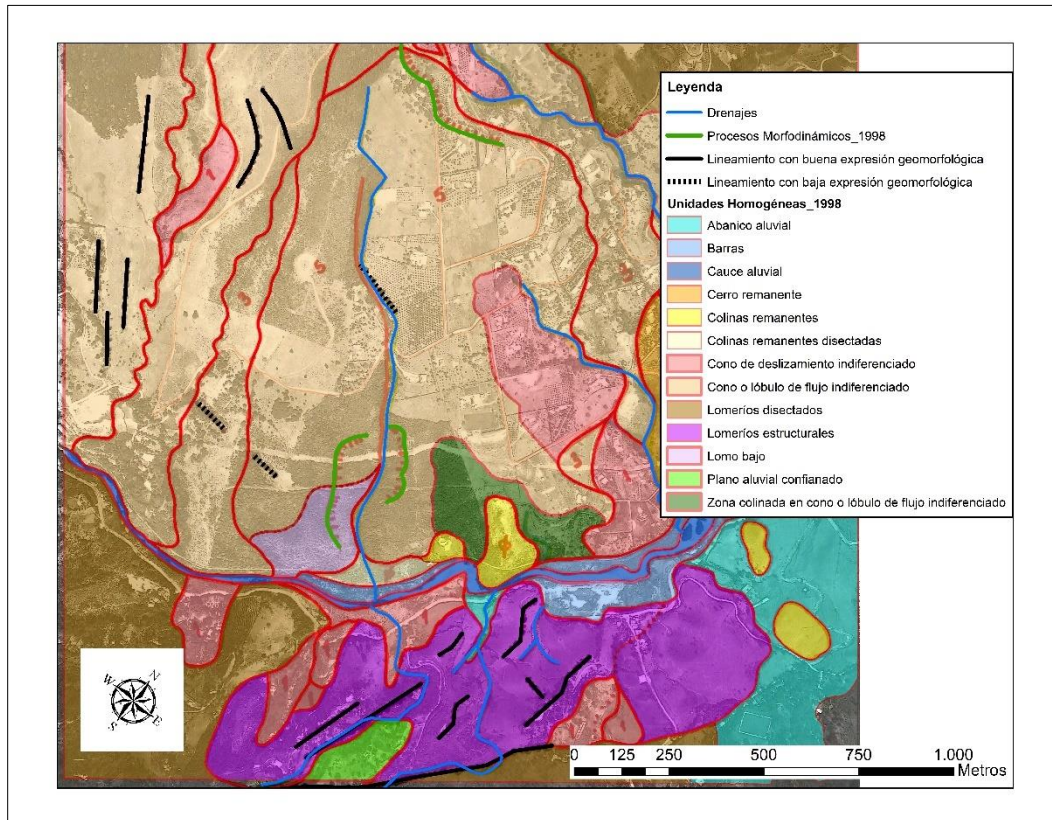 Leyenda
Drenajes
Procesos Morfodinámicos_1998
Lineamiento con buena expresión geomorfológica
Lineamiento con baja expresión geomorfológica
Unidades Homogéneas_1998
Abanico aluvial
Barras
Cauce aluvial
Cerro remanente
Colinas remanentes
Colinas remanentes disectadas
Cono de deslizamiento indiferenciado
Cono o lóbulo de flujo indiferenciado
Lomeríos disectados
Lomeríos estructurales
Lomo bajo
Plano aluvial confianado
Zona colinada en cono o lóbulo de flujo indiferenciado
W N
S E
0 125 250 500 750 1.000
Metros